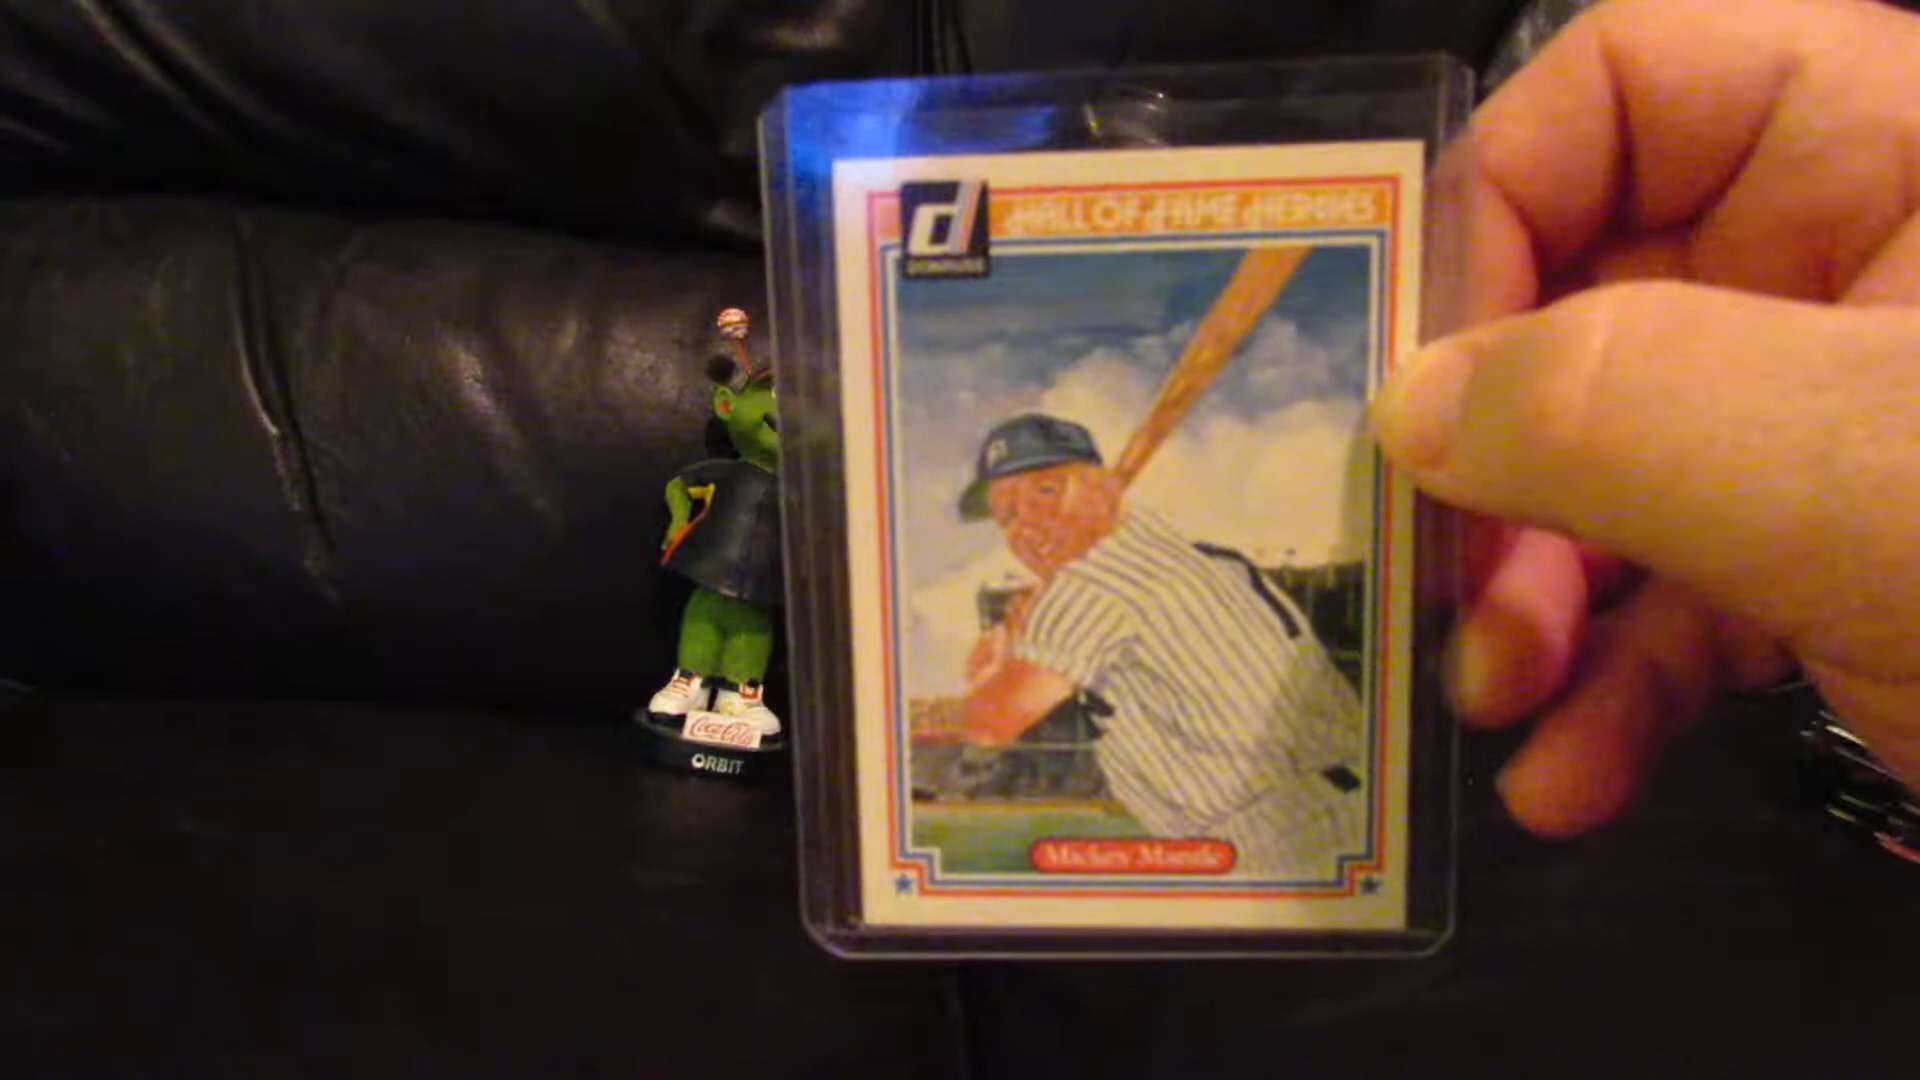 d
DONRUSS
HALL OF FAME HEROES
Mickey Mantle
Coca-Cola
ORBIT